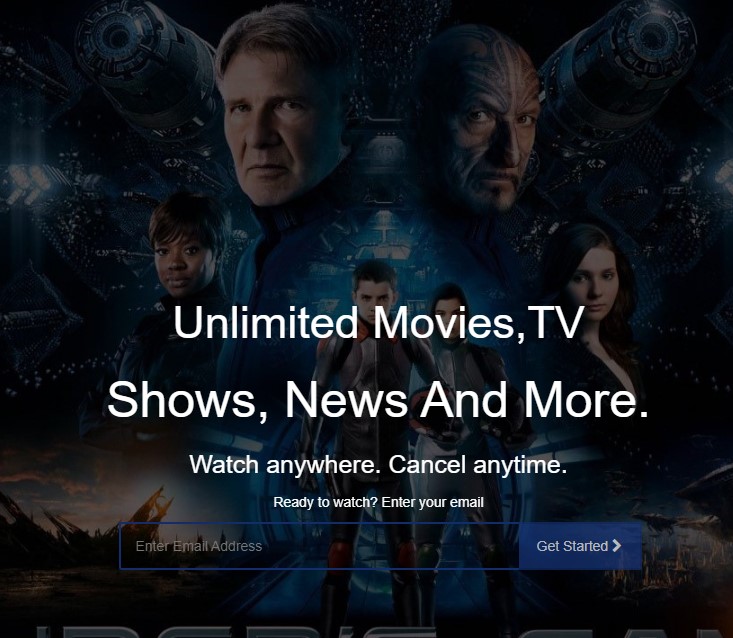 Unlimited Movies,TV
Shows, News And More.
Watch anywhere. Cancel anytime.
Ready to watch? Enter your email
Enter Email Address
Get Started